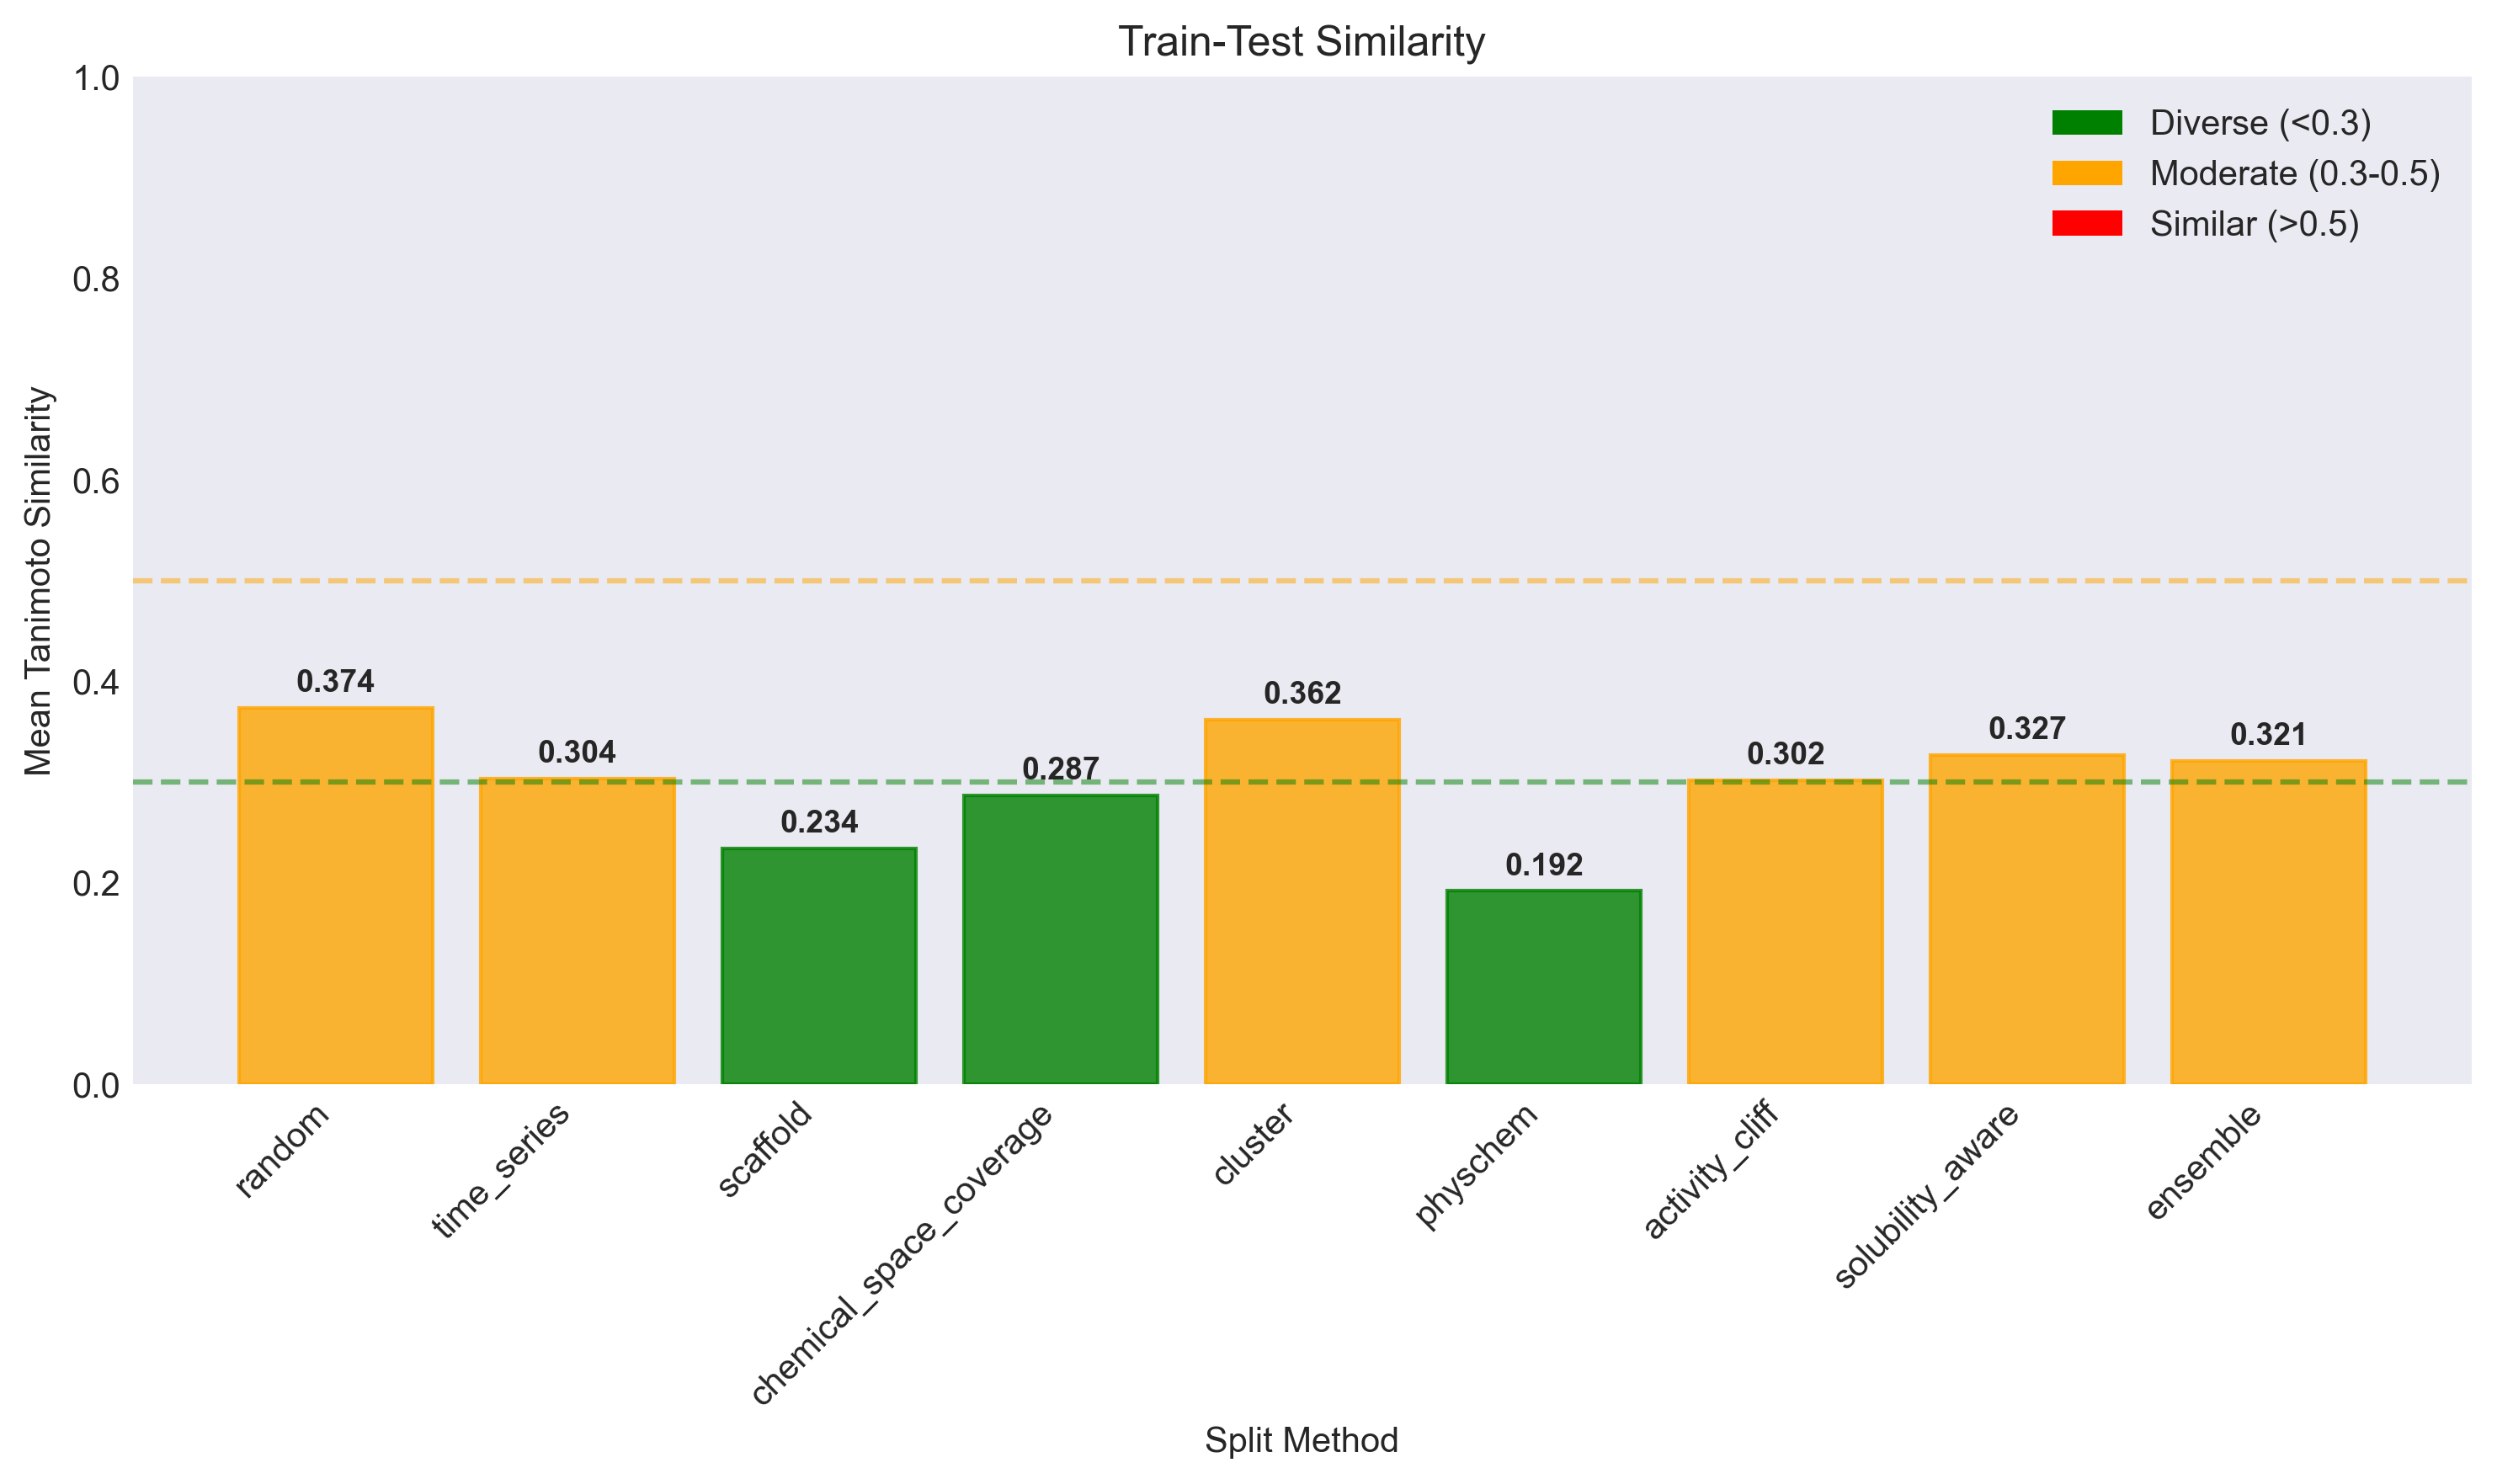 Train-Test Similarity
1.0
0.8
0.6
0.4
0.2
0.0
Mean Tanimoto Similarity
Diverse (<0.3)
Moderate (0.3-0.5)
Similar (>0.5)
0.374
0.304
0.234
0.287
0.362
0.192
0.302
0.327
0.321
random
time_series
scaffold
chemical_space_coverage
cluster
physchem
activity_cliff
solubility_aware
ensemble
Split Method